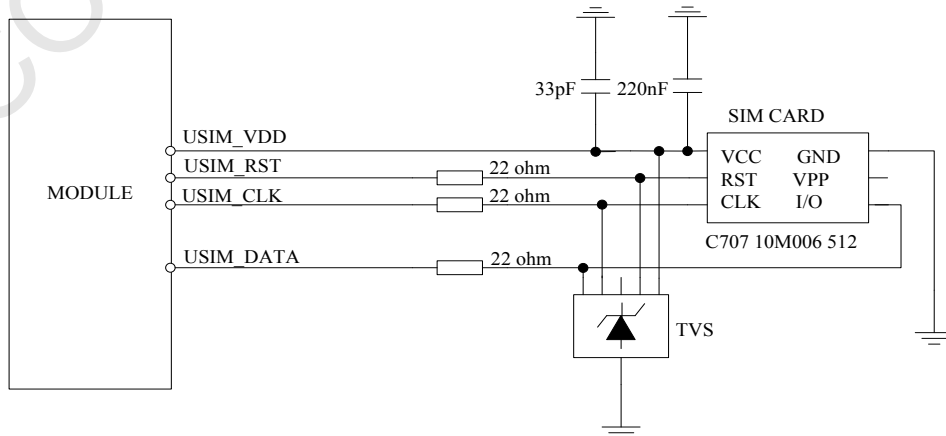 CO
33pF 220nF
SIM CARD
USIM_VDD
VCC GND
USIM_RST 22 ohm
RST VPP
MODULE
USIM_CLK 22 ohm
CLK I/O
C707 10M006 512
USIM_DATA 22 ohm
TVS